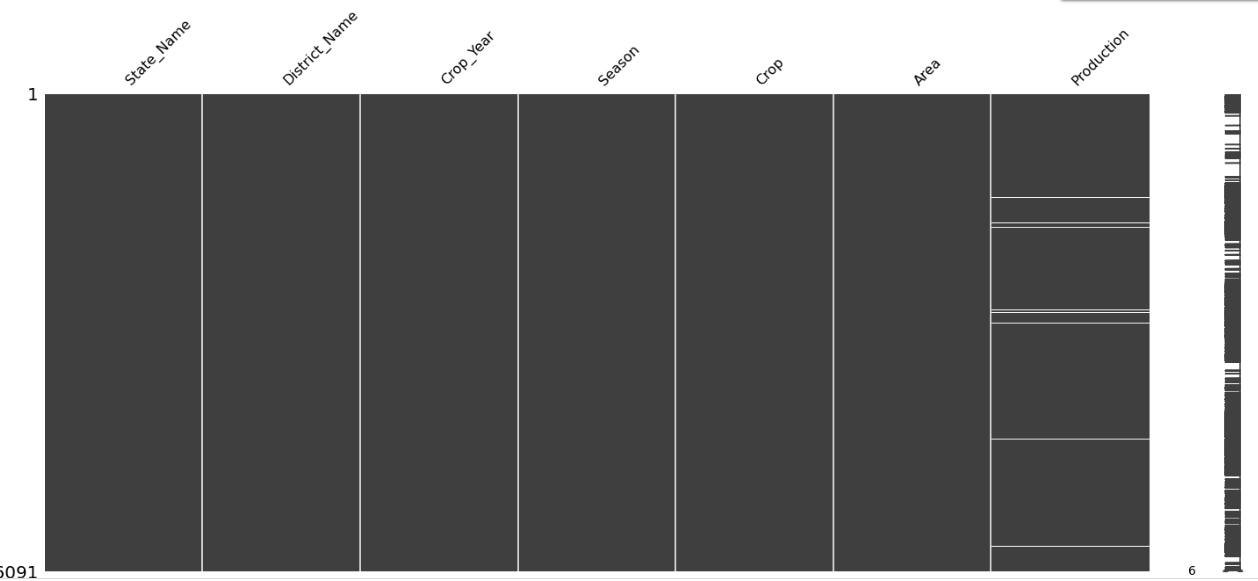 State_Name
District_Name
Crop_Year
Season
Crop
Area
Production
1
6